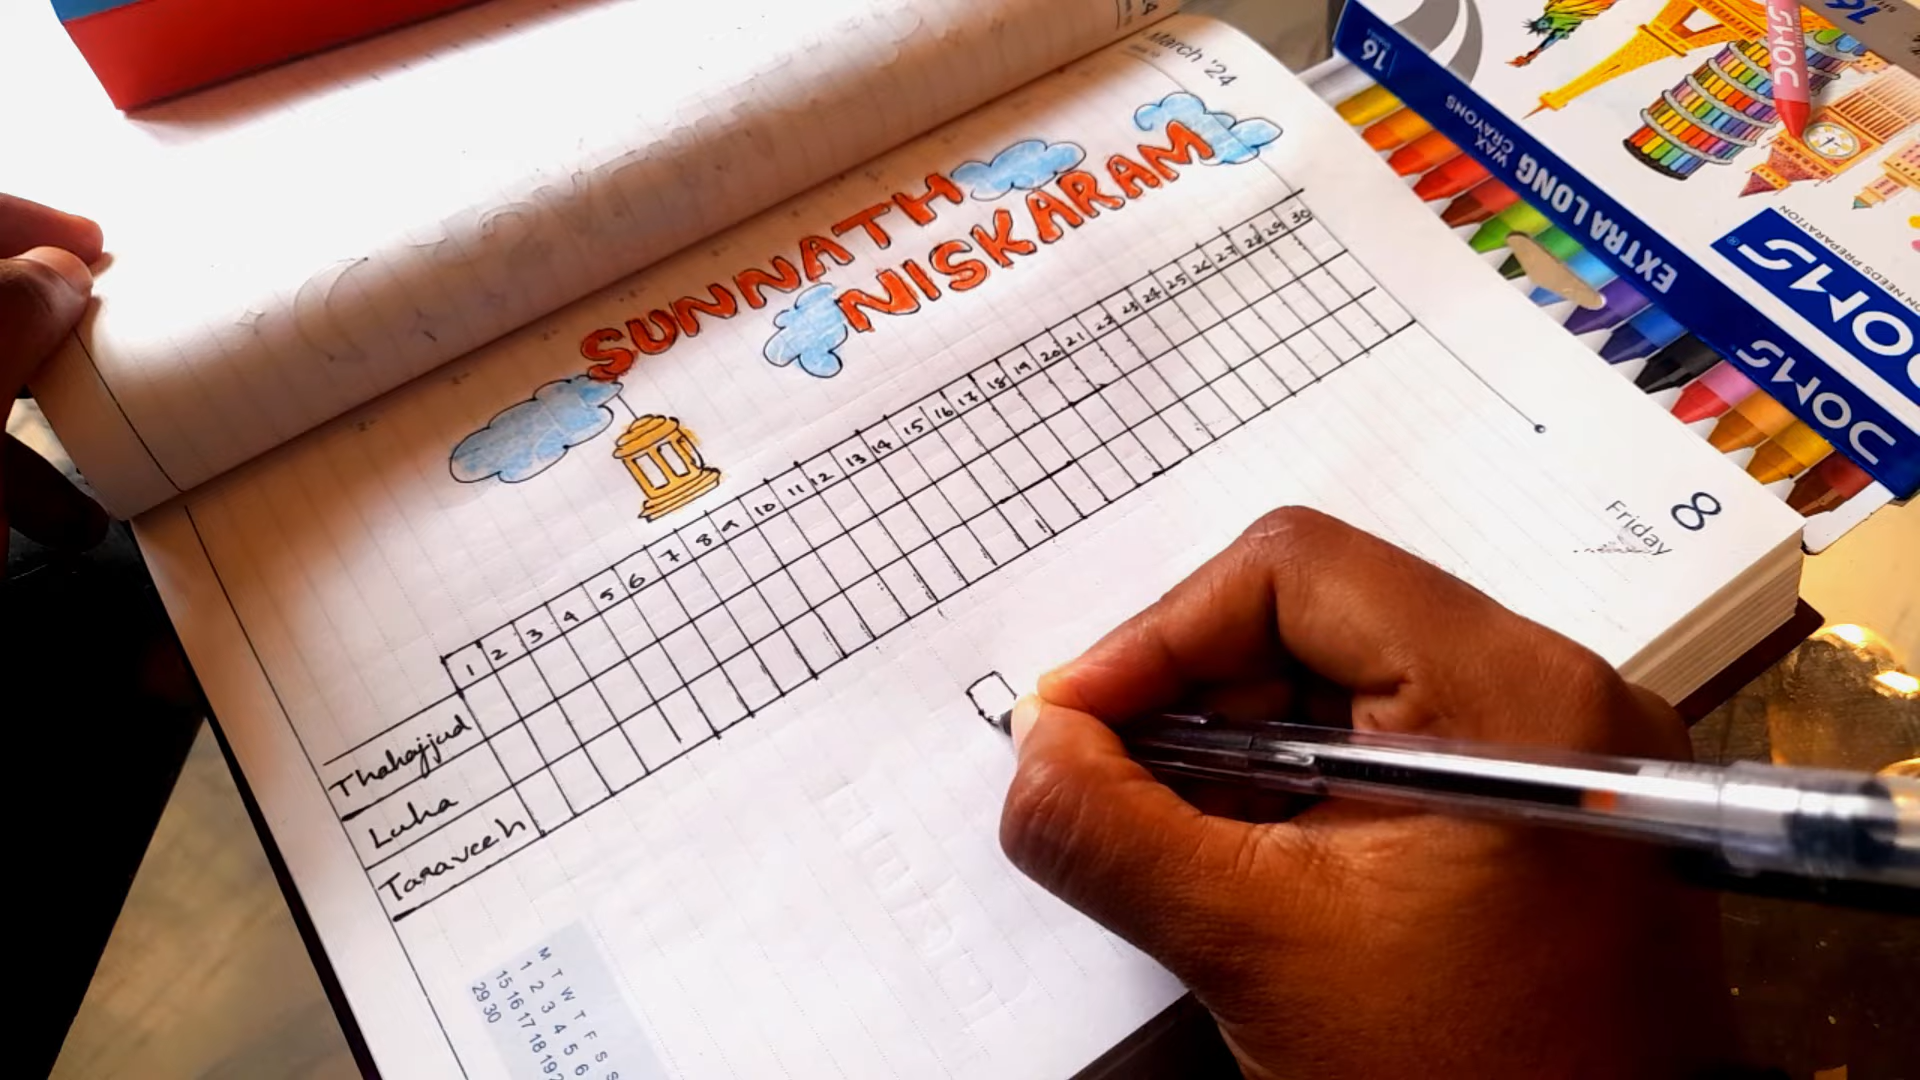 March '24
SUNNATH
NISKARAM
1 2 3 4 5 6 7 8 9 10 11 12 13 14 15 16 17 18 19 20 21 22 23 24 25 26 27 28 29 30
Thahajjud
Luha
Taraveeh
8
Friday
M T W T F S S
1 2 3 4 5 6
15 16 17 18 19
29 30
16
WAX
CRAYONS
EXTRA LONG
DOMS
DOMS
DOMS
16